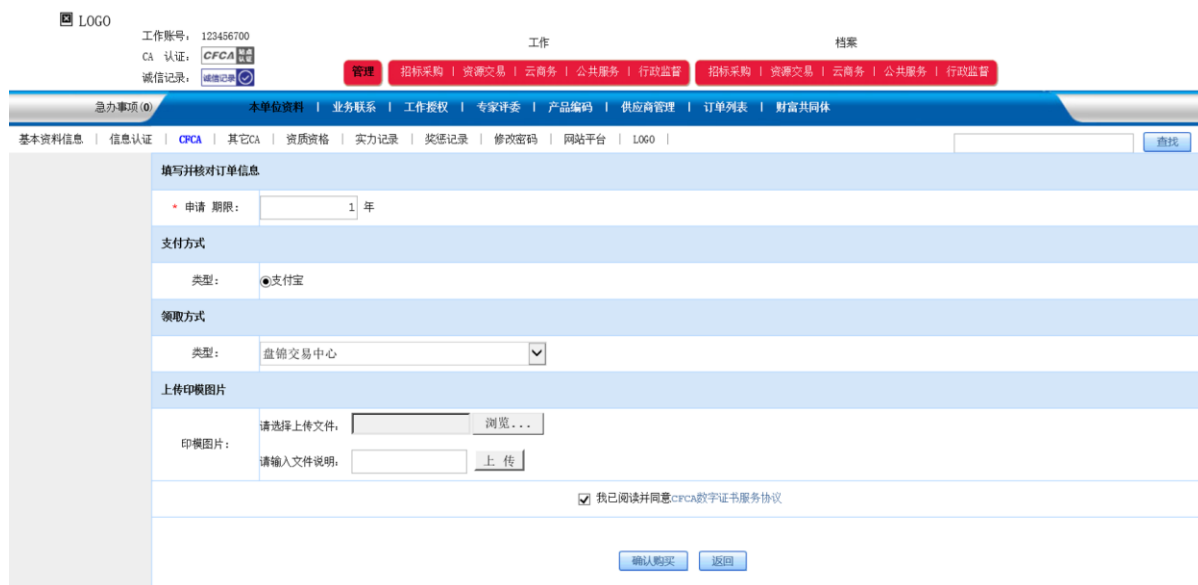 LOGO
工作账号: 123456700
CA 认证: CFCA 站点认证
诚信记录: 诚信记录
工作
档案
管理 招标采购 | 资源交易 | 云商务 | 公共服务 | 行政监督 招标采购 | 资源交易 | 云商务 | 公共服务 | 行政监督
急办事项(0) 本单位资料 | 业务联系 | 工作授权 | 专家评委 | 产品编码 | 供应商管理 | 订单列表 | 财富共同体
基本资料信息 | 信息认证 | CFCA | 其它CA | 资质资格 | 实力记录 | 奖惩记录 | 修改密码 | 网站平台 | LOGO | 查找
填写并核对订单信息
* 申请 期限: 1 年
支付方式
类型: 支付宝
领取方式
类型: 盘锦交易中心
上传印模图片
印模图片:
请选择上传文件: 浏览...
请输入文件说明: 上 传
我已阅读并同意CFCA数字证书服务协议
确认购买 返回